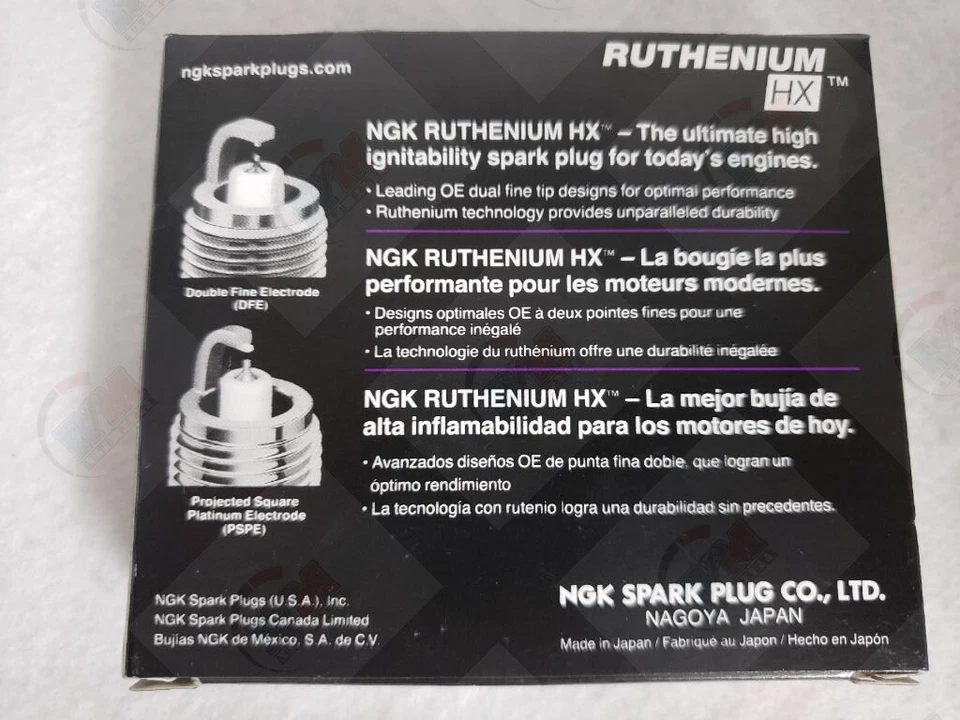 ngksparkplugs.com
RUTHENIUM
HX™
NGK RUTHENIUM HX™ – The ultimate high
ignitability spark plug for today's engines.
• Leading OE dual fine tip designs for optimal performance
• Ruthenium technology provides unparalleled durability
Double Fine Electrode
(DFE)
NGK RUTHENIUM HX™ – La bougie la plus
performante pour les moteurs modernes.
• Designs optimales OE à deux pointes fines pour une
performance inégalé
• La technologie du ruthénium offre une durabilité inégalée
Projected Square
Platinum Electrode
(PSPE)
NGK RUTHENIUM HX™ – La mejor bujía de
alta inflamabilidad para los motores de hoy.
• Avanzados diseños OE de punta fina doble, que logran un
óptimo rendimiento
• La tecnología con rutenio logra una durabilidad sin precedentes.
NGK Spark Plugs (U.S.A.), Inc.
NGK Spark Plugs Canada Limited
Bujías NGK de México, S.A. de C.V.
NGK SPARK PLUG CO., LTD.
NAGOYA JAPAN
Made in Japan / Fabriqué au Japon / Hecho en Japón